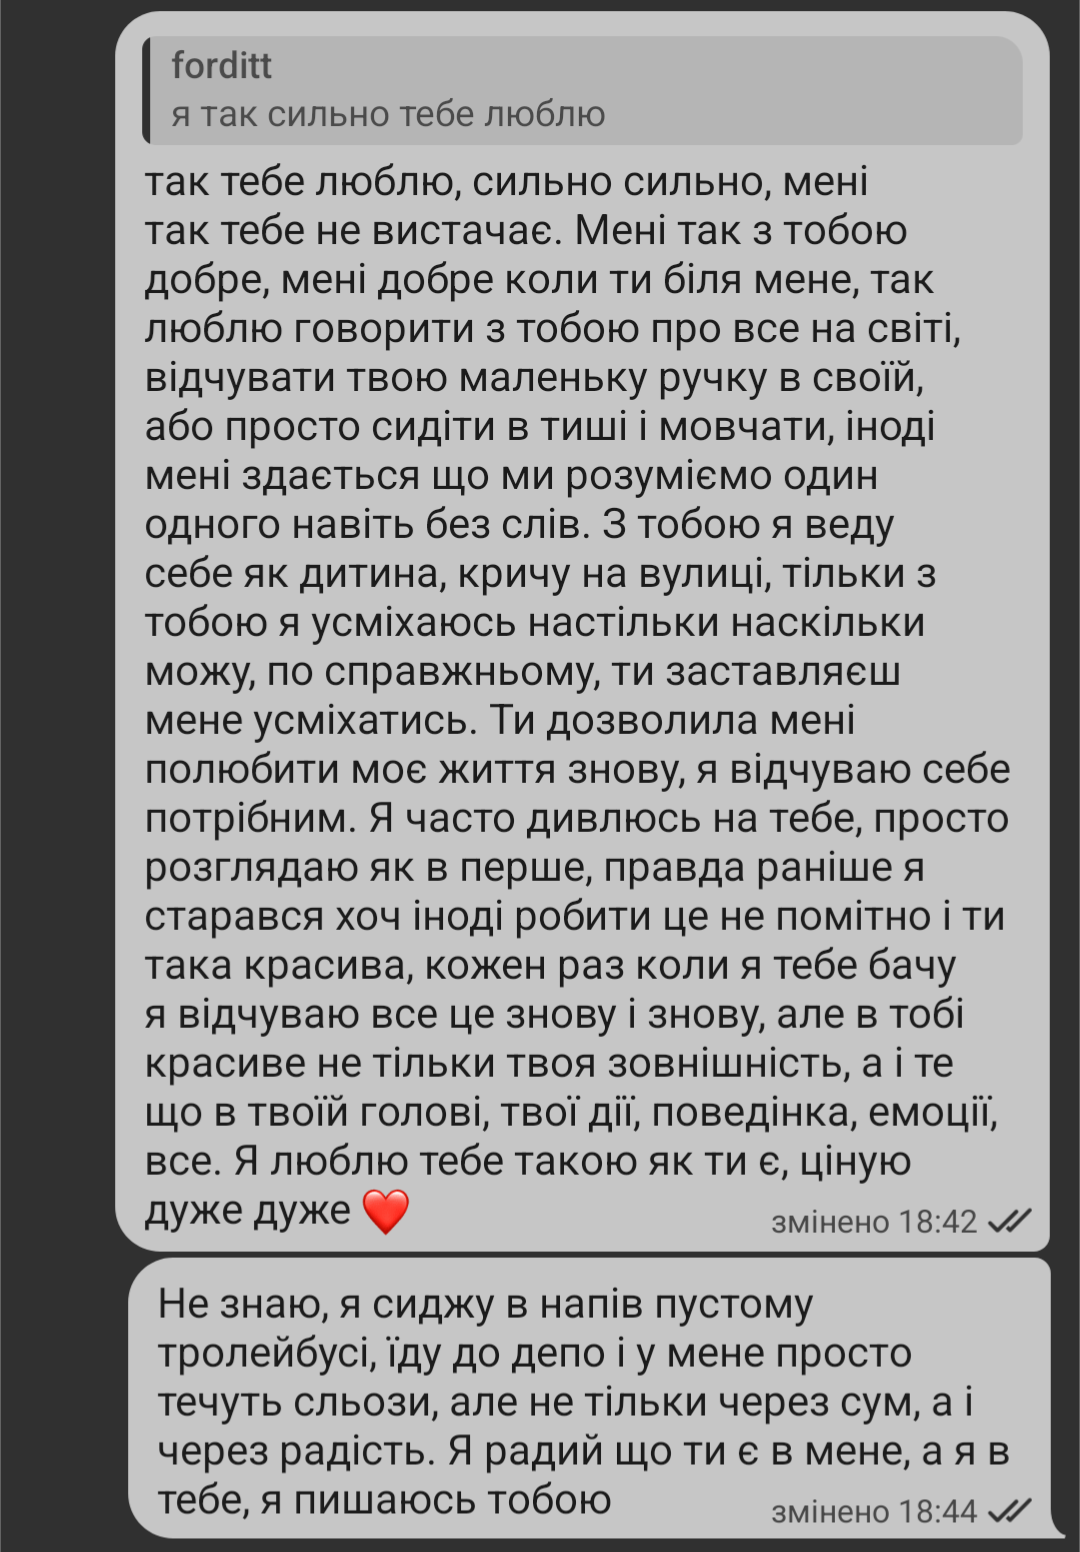 forditt
я так сильно тебе люблю
так тебе люблю, сильно сильно, мені
так тебе не вистачає. Мені так з тобою
добре, мені добре коли ти біля мене, так
люблю говорити з тобою про все на світі,
відчувати твою маленьку ручку в своїй,
або просто сидіти в тиші і мовчати, іноді
мені здається що ми розуміємо один
одного навіть без слів. З тобою я веду
себе як дитина, кричу на вулиці, тільки з
тобою я усміхаюсь настільки наскільки
можу, по справжньому, ти заставляєш
мене усміхатись. Ти дозволила мені
полюбити моє життя знову, я відчуваю себе
потрібним. Я часто дивлюсь на тебе, просто
розглядаю як в перше, правда раніше я
старався хоч іноді робити це не помітно і ти
така красива, кожен раз коли я тебе бачу
я відчуваю все це знову і знову, але в тобі
красиве не тільки твоя зовнішність, а і те
що в твоїй голові, твої дії, поведінка, емоції,
все. Я люблю тебе такою як ти є, ціную
дуже дуже ❤️
змінено 18:42
Не знаю, я сиджу в напів пустому
тролейбусі, їду до депо і у мене просто
течуть сльози, але не тільки через сум, а і
через радість. Я радий що ти є в мене, а я в
тебе, я пишаюсь тобою
змінено 18:44